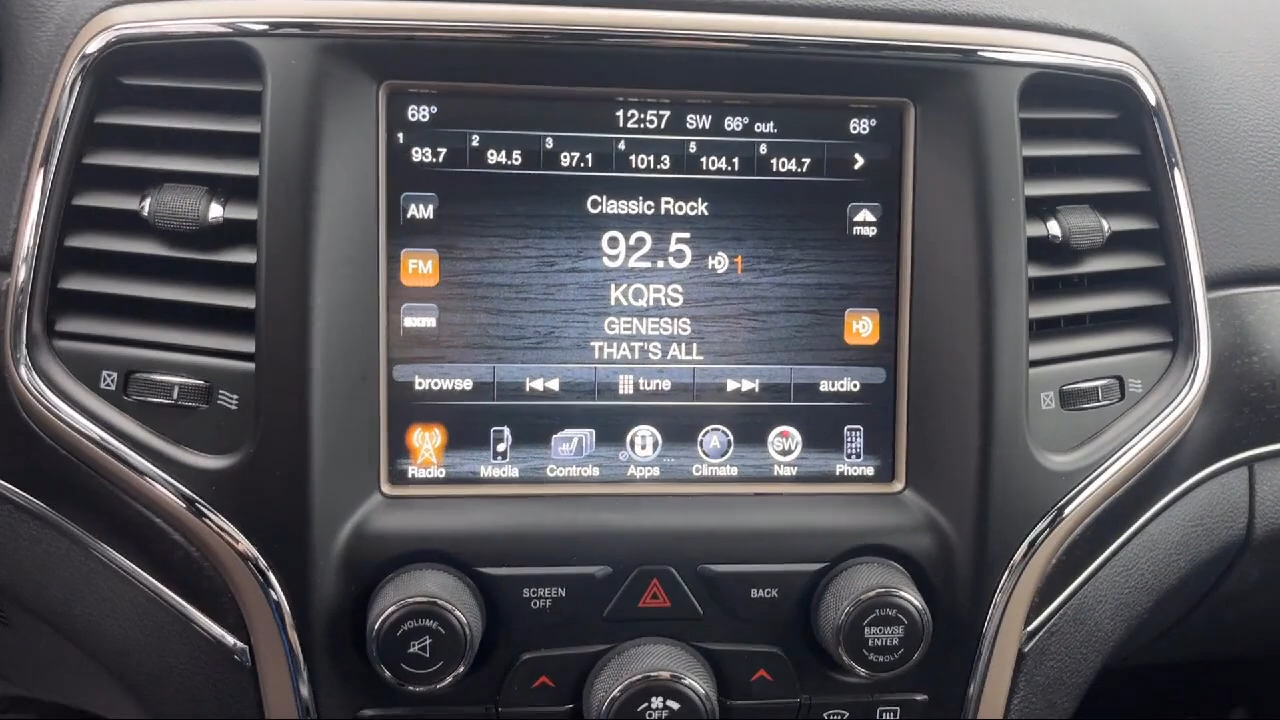 68° 12:57 SW 66° out. 68°
1 93.7 2 94.5 3 97.1 4 101.3 5 104.1 6 104.7
AM Classic Rock map
92.5 HD 1
FM
KQRS
sxm GENESIS HD
THAT'S ALL
browse tune audio
Radio Media Controls Apps A Climate SW Nav Phone
SCREEN OFF BACK
VOLUME
TUNE
BROWSE
ENTER
SCROLL
OFF